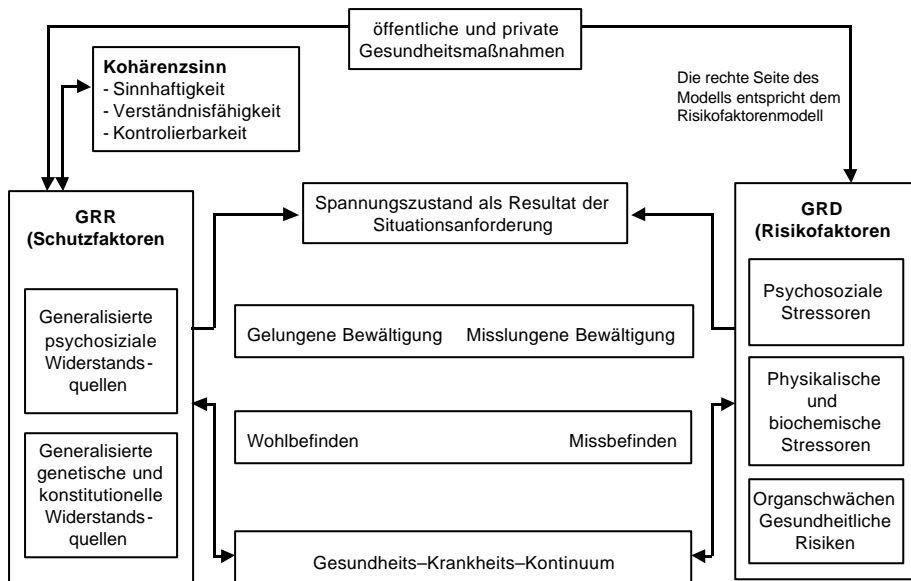 öffentliche und private
Gesundheitsmaßnahmen
Kohärenzsinn
- Sinnhaftigkeit
- Verständnisfähigkeit
- Kontrolierbarkeit
Die rechte Seite des
Modells entspricht dem
Risikofaktorenmodell
GRR
(Schutzfaktoren
Generalisierte
psychosiziale
Widerstands-
quellen
Generalisierte
genetische und
konstitutionelle
Widerstands-
quellen
Spannungszustand als Resultat der
Situationsanforderung
Gelungene Bewältigung Misslungene Bewältigung
Wohlbefinden Missbefinden
Gesundheits–Krankheits–Kontinuum
GRD
(Risikofaktoren
Psychosoziale
Stressoren
Physikalische
und
biochemische
Stressoren
Organschwächen
Gesundheitliche
Risiken